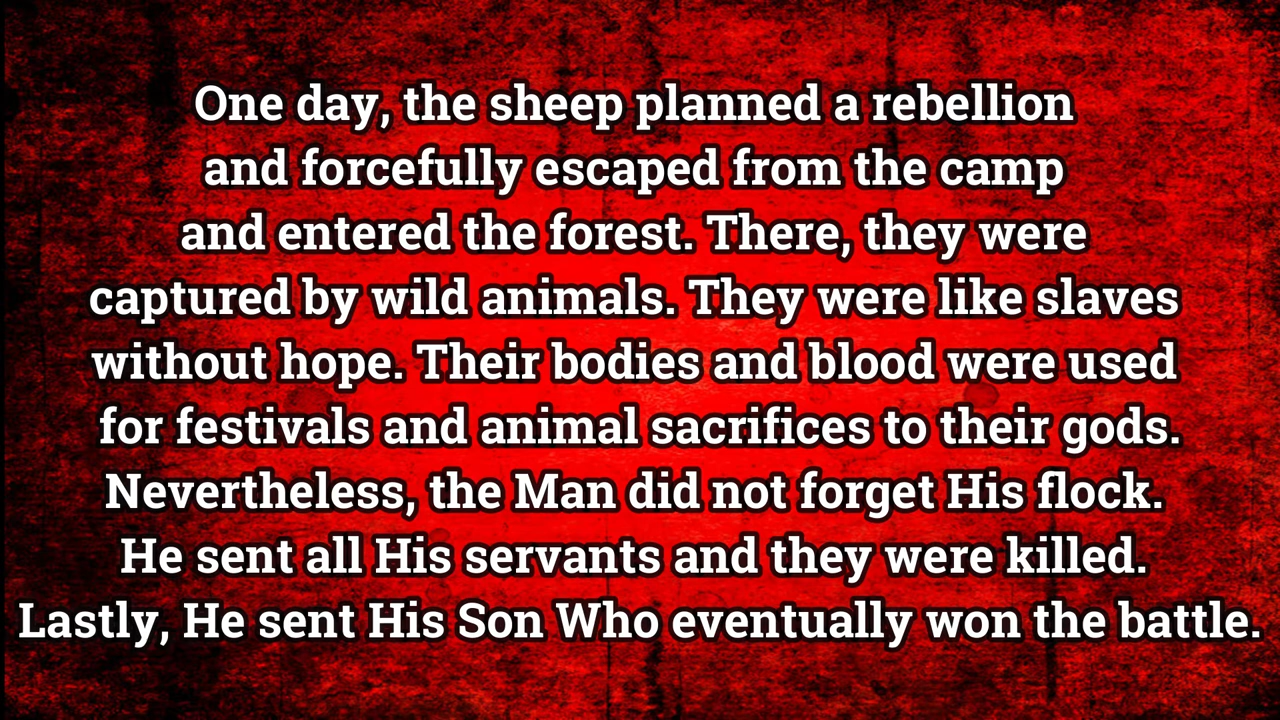 One day, the sheep planned a rebellion
and forcefully escaped from the camp
and entered the forest. There, they were
captured by wild animals. They were like slaves
without hope. Their bodies and blood were used
for festivals and animal sacrifices to their gods.
Nevertheless, the Man did not forget His flock.
He sent all His servants and they were killed.
Lastly, He sent His Son Who eventually won the battle.